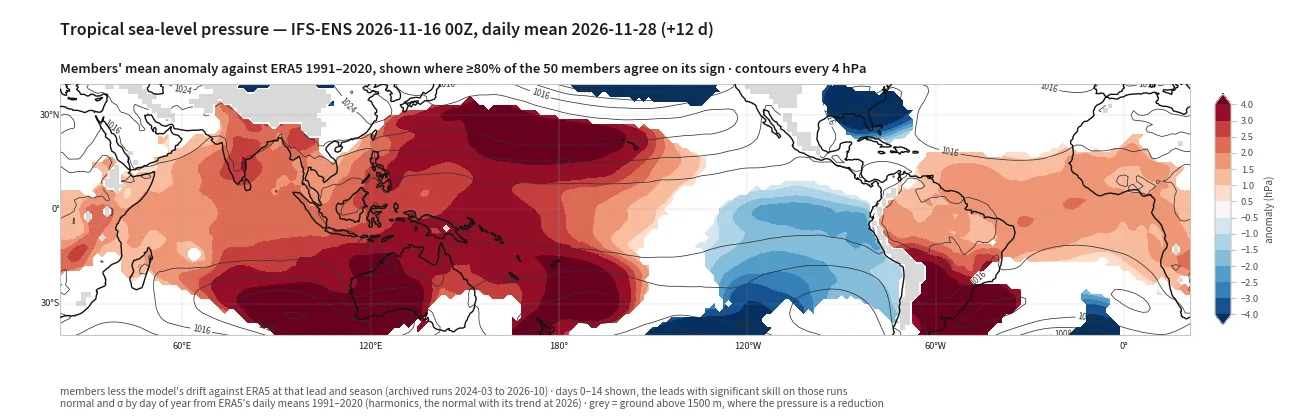 Tropical sea-level pressure — IFS-ENS 2026-11-16 00Z, daily mean 2026-11-28 (+12 d)
Members' mean anomaly against ERA5 1991–2020, shown where ≥80% of the 50 members agree on its sign · contours every 4 hPa
1024
1024
1016
1016
1016
1016
1016
1016
1016
30°N
0°
30°S
60°E
120°E
180°
120°W
60°W
0°
4.0
3.0
2.5
2.0
1.5
1.0
0.5
−0.5
−1.0
−1.5
−2.0
−2.5
−3.0
−4.0
anomaly (hPa)
members less the model's drift against ERA5 at that lead and season (archived runs 2024-03 to 2026-10) · days 0–14 shown, the leads with significant skill on those runs
normal and σ by day of year from ERA5's daily means 1991–2020 (harmonics, the normal with its trend at 2026) · grey = ground above 1500 m, where the pressure is a reduction